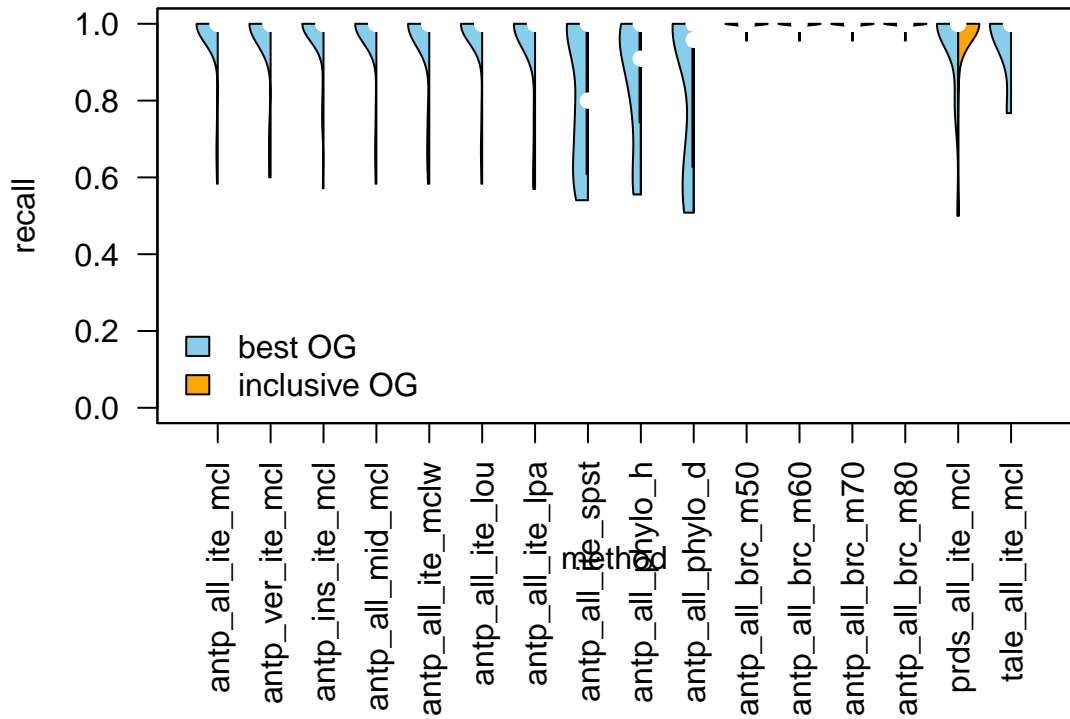 1.0
0.8
0.6
0.4
0.2
0.0
recall
best OG
inclusive OG
antp_all_ite_mcl
antp_ver_ite_mcl
antp_ins_ite_mcl
antp_all_mid_mcl
antp_all_ite_mclw
antp_all_ite_lou
antp_all_ite_lpa
antp_all_ite_spst
antp_all_phylo_h
antp_all_phylo_d
antp_all_brc_m50
antp_all_brc_m60
antp_all_brc_m70
antp_all_brc_m80
prds_all_ite_mcl
tale_all_ite_mcl
method